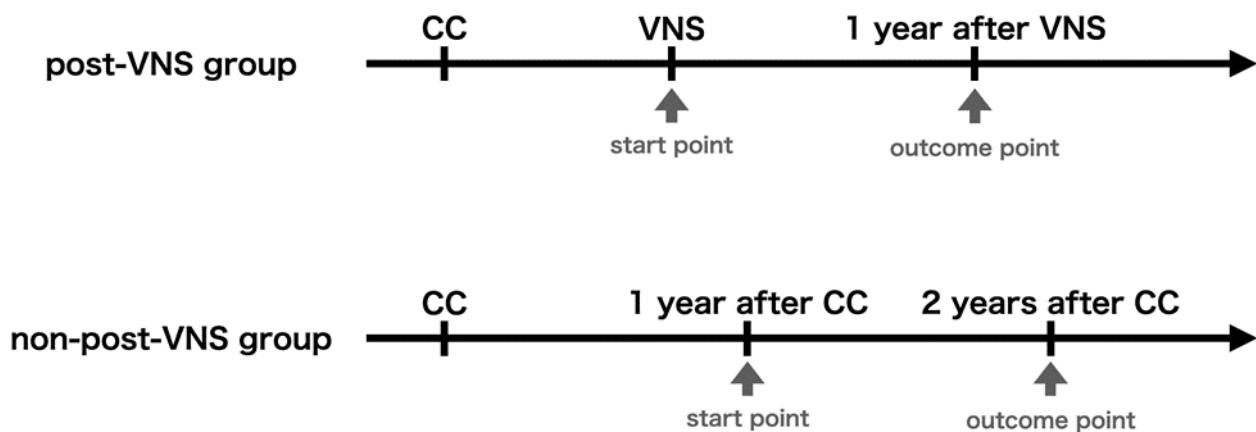 CC VNS 1 year after VNS
post-VNS group
start point outcome point
CC 1 year after CC 2 years after CC
non-post-VNS group
start point outcome point